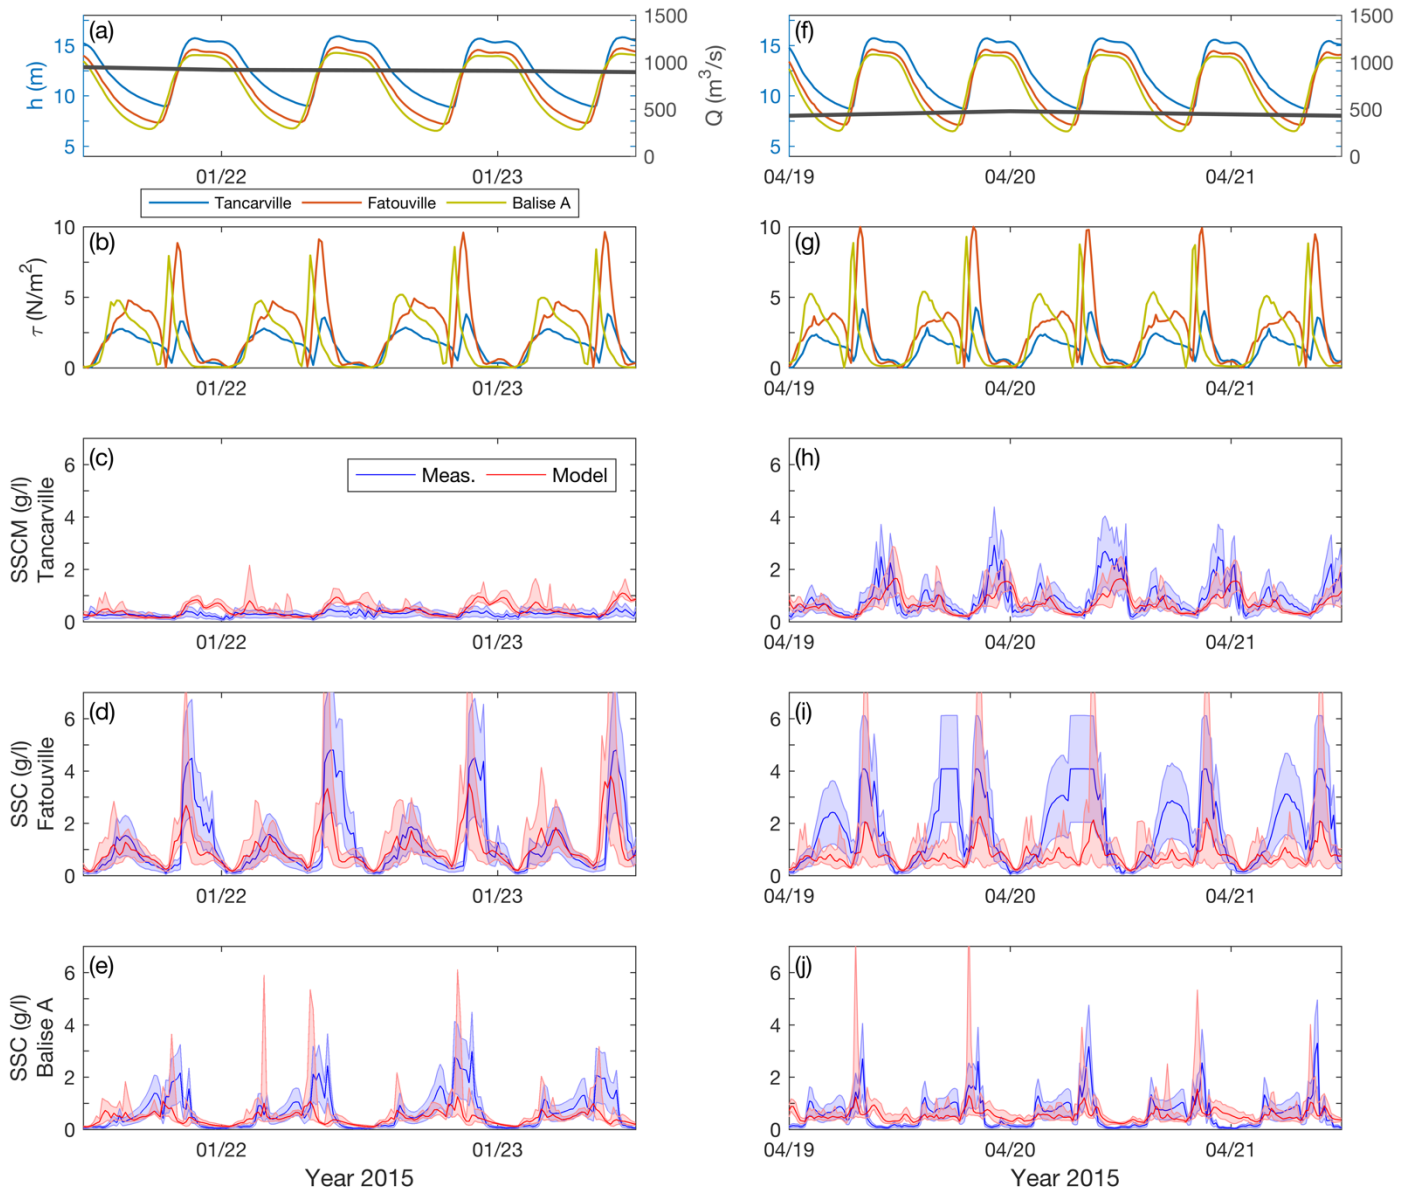 (a)
h (m)
15
10
5
01/22
01/23
1500
1000
500
0
Q (m³/s)
(f)
15
10
5
04/19
04/20
04/21
1500
1000
500
0
Tancarville
Fatouville
Balise A
(b)
τ (N/m²)
10
5
0
01/22
01/23
(g)
10
5
0
04/19
04/20
04/21
(c)
SSCM (g/l)
Tancarville
6
4
2
0
01/22
01/23
Meas.
Model
(h)
6
4
2
0
04/19
04/20
04/21
(d)
SSC (g/l)
Fatouville
6
4
2
0
01/22
01/23
(i)
6
4
2
0
04/19
04/20
04/21
(e)
SSC (g/l)
Balise A
6
4
2
0
01/22
01/23
Year 2015
(j)
6
4
2
0
04/19
04/20
04/21
Year 2015